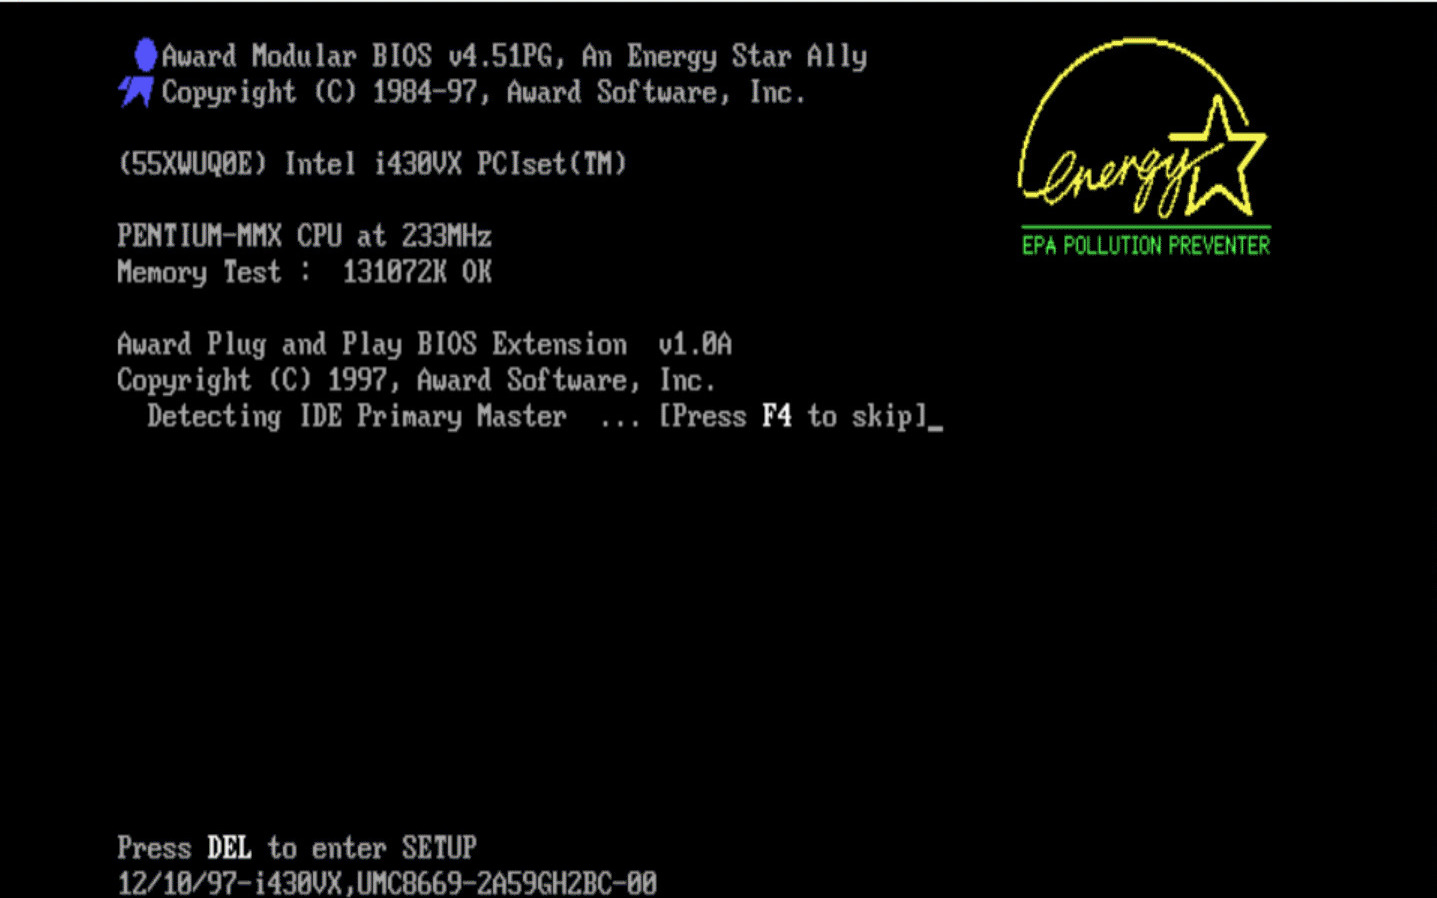 Award Modular BIOS v4.51PG, An Energy Star Ally
Copyright (C) 1984-97, Award Software, Inc.
(55XWUQ0E) Intel i430VX PCIset(TM)
PENTIUM-MMX CPU at 233MHz
Memory Test :  131072K OK
energy
EPA POLLUTION PREVENTER
Award Plug and Play BIOS Extension  v1.0A
Copyright (C) 1997, Award Software, Inc.
Detecting IDE Primary Master  ... [Press F4 to skip]_
Press DEL to enter SETUP
12/10/97-i430VX,UMC8669-2A59GH2BC-00